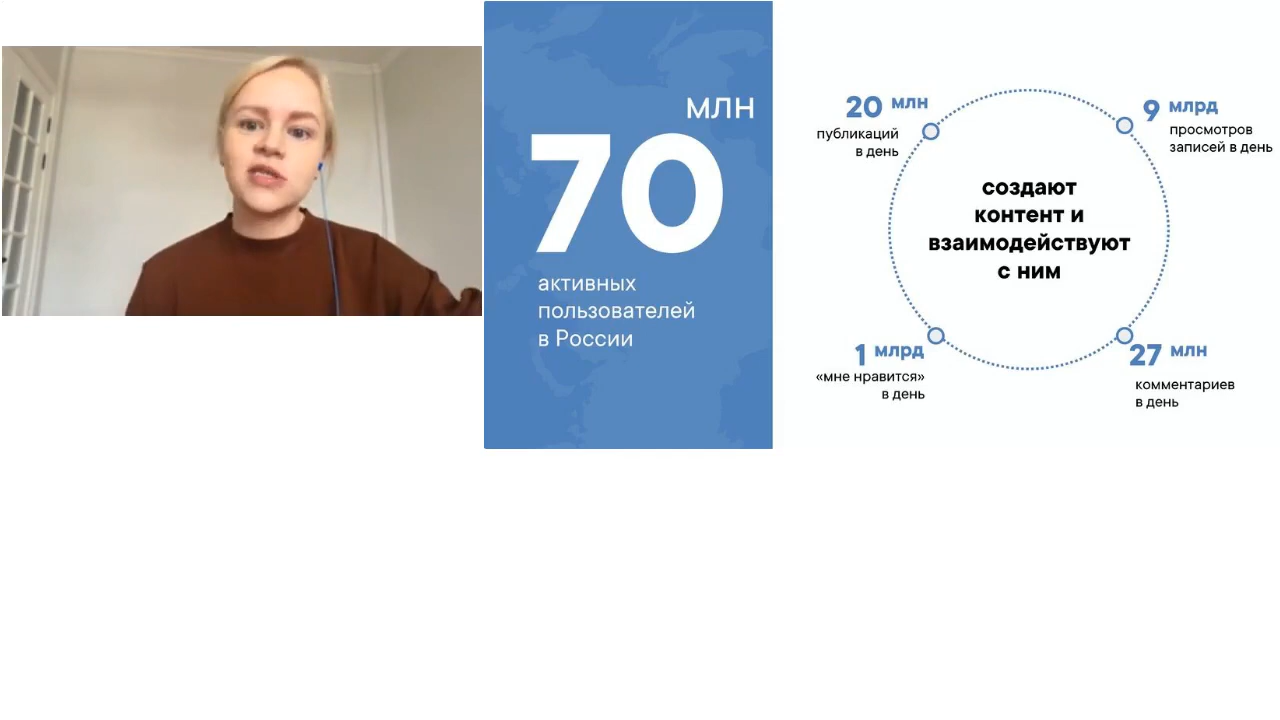 млн
70
активных
пользователей
в России
20 млн
публикаций
в день
9 млрд
просмотров
записей в день
создают
контент и
взаимодействуют
с ним
1 млрд
«мне нравится»
в день
27 млн
комментариев
в день